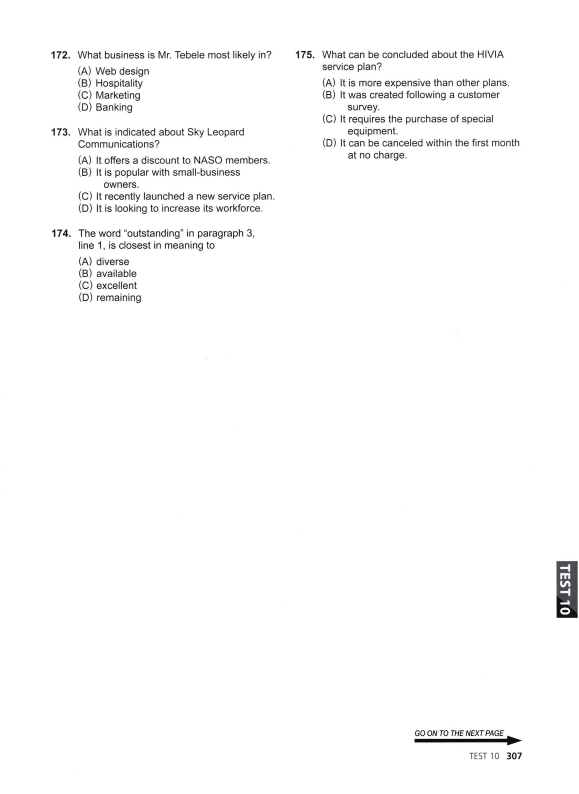 172. What business is Mr. Tebele most likely in?
(A) Web design
(B) Hospitality
(C) Marketing
(D) Banking
173. What is indicated about Sky Leopard
Communications?
(A) It offers a discount to NASO members.
(B) It is popular with small-business
owners.
(C) It recently launched a new service plan.
(D) It is looking to increase its workforce.
174. The word “outstanding” in paragraph 3,
line 1, is closest in meaning to
(A) diverse
(B) available
(C) excellent
(D) remaining
175. What can be concluded about the HIVIA
service plan?
(A) It is more expensive than other plans.
(B) It was created following a customer
survey.
(C) It requires the purchase of special
equipment.
(D) It can be canceled within the first month
at no charge.
TEST 10
GO ON TO THE NEXT PAGE
TEST 10 307